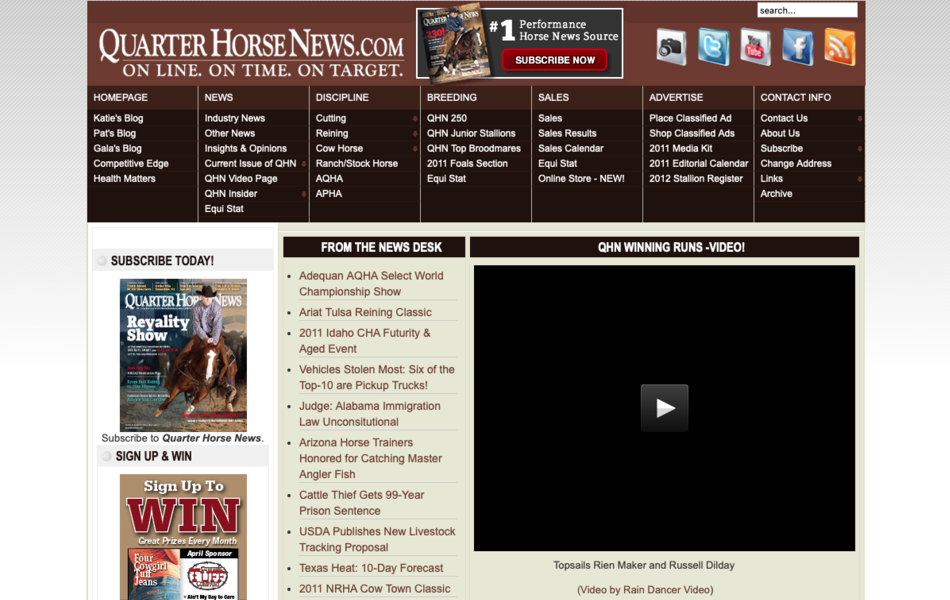 QUARTER HORSE NEWS.COM
ON LINE. ON TIME. ON TARGET.
#1 Performance
Horse News Source
SUBSCRIBE NOW
search...
HOMEPAGE
Katie's Blog
Pat's Blog
Gala's Blog
Competitive Edge
Health Matters
NEWS
Industry News
Other News
Insights & Opinions
Current Issue of QHN
QHN Video Page
QHN Insider
Equi Stat
DISCIPLINE
Cutting
Reining
Cow Horse
Ranch/Stock Horse
AQHA
APHA
BREEDING
QHN 250
QHN Junior Stallions
QHN Top Broodmares
2011 Foals Section
Equi Stat
SALES
Sales
Sales Results
Sales Calendar
Equi Stat
Online Store - NEW!
ADVERTISE
Place Classified Ad
Shop Classified Ads
2011 Media Kit
2011 Editorial Calendar
2012 Stallion Register
CONTACT INFO
Contact Us
About Us
Subscribe
Change Address
Links
Archive
SUBSCRIBE TODAY!
QUARTER HORSE NEWS
Royality
Show
Subscribe to Quarter Horse News.
SIGN UP & WIN
Sign Up To
WIN
Great Prizes Every Month
April Sponsor
Four
Cowgirl
Tuff
Jeans
TUFF
FROM THE NEWS DESK
Adequan AQHA Select World
Championship Show
Ariat Tulsa Reining Classic
2011 Idaho CHA Futurity &
Aged Event
Vehicles Stolen Most: Six of the
Top-10 are Pickup Trucks!
Judge: Alabama Immigration
Law Unconsitutional
Arizona Horse Trainers
Honored for Catching Master
Angler Fish
Cattle Thief Gets 99-Year
Prison Sentence
USDA Publishes New Livestock
Tracking Proposal
Texas Heat: 10-Day Forecast
2011 NRHA Cow Town Classic
QHN WINNING RUNS -VIDEO!
Topsails Rien Maker and Russell Dilday
(Video by Rain Dancer Video)